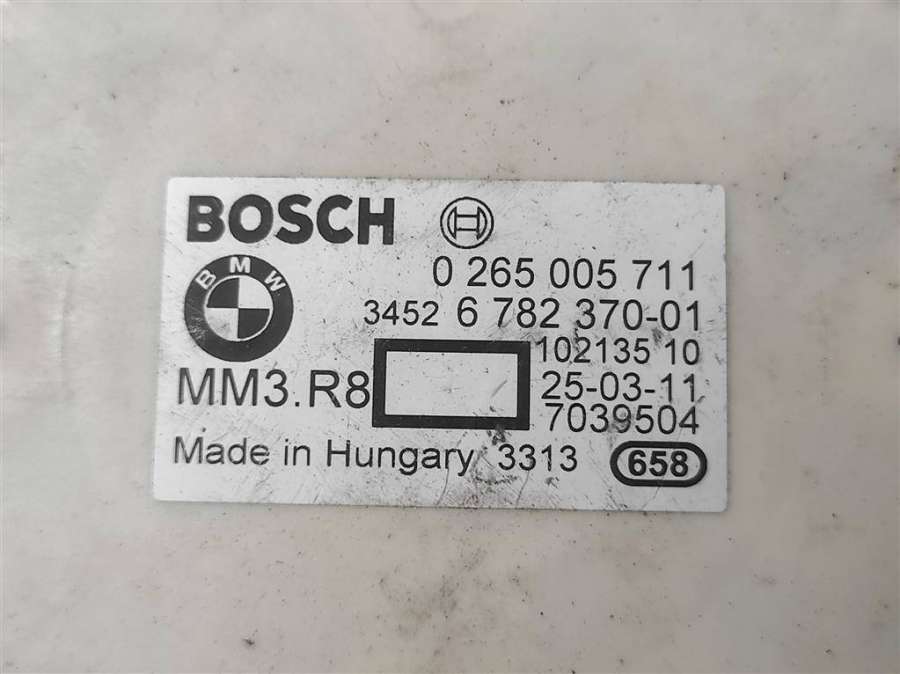 BOSCH
BMW
0 265 005 711
3452 6 782 370-01
102135 10
MM3.R8 25-03-11
7039504
Made in Hungary 3313 658